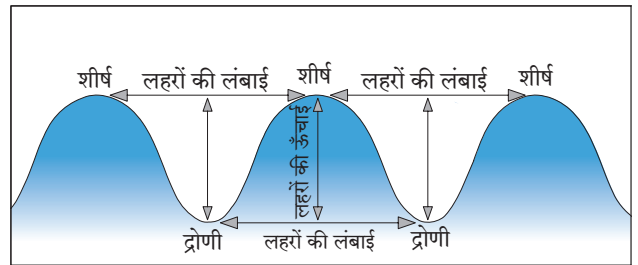 शीर्ष लहरों की लंबाई शीर्ष लहरों की लंबाई शीर्ष
लहरों की ऊँचाई
द्रोणी लहरों की लंबाई द्रोणी